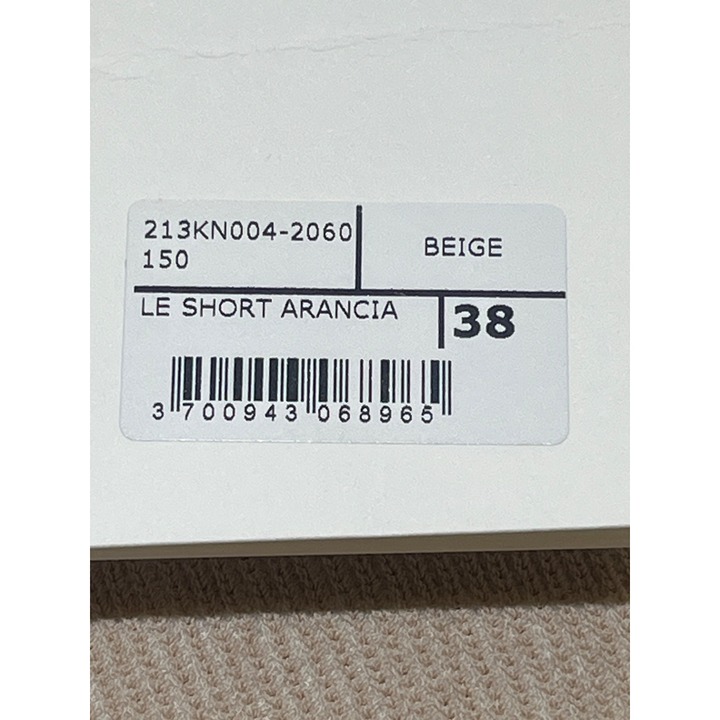 213KN004-2060
150
BEIGE
LE SHORT ARANCIA
38
3 700943 068965